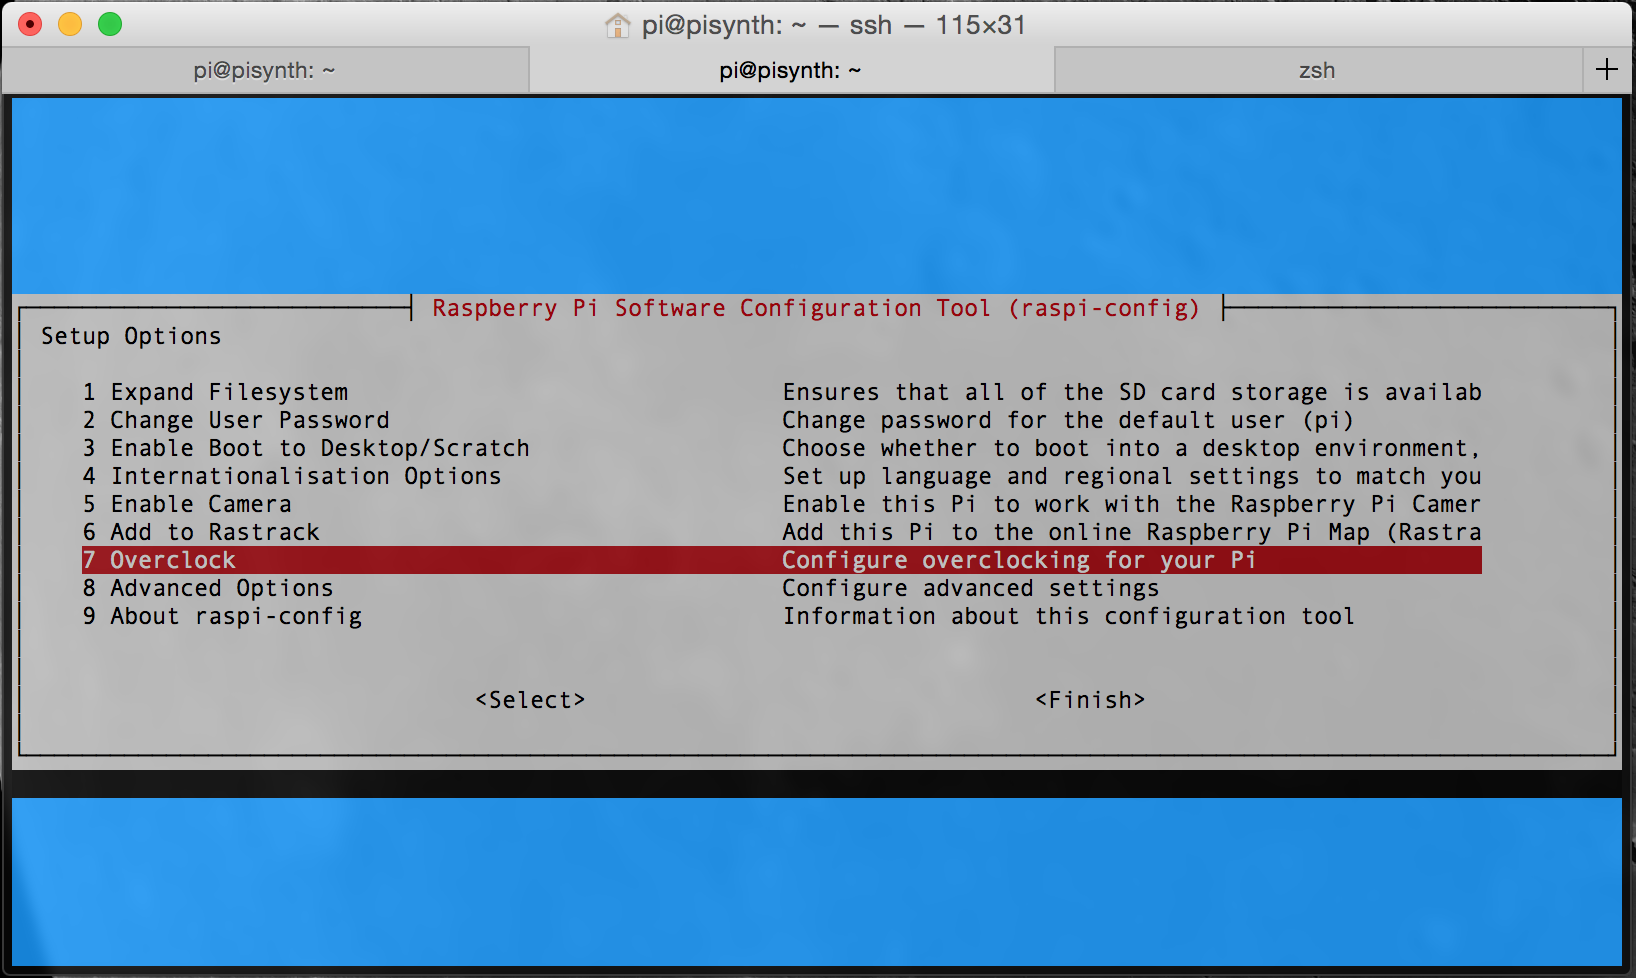 pi@pisynth: ~ — ssh — 115×31
pi@pisynth: ~ pi@pisynth: ~ zsh +
Raspberry Pi Software Configuration Tool (raspi-config)
Setup Options
1 Expand Filesystem Ensures that all of the SD card storage is availab
2 Change User Password Change password for the default user (pi)
3 Enable Boot to Desktop/Scratch Choose whether to boot into a desktop environment,
4 Internationalisation Options Set up language and regional settings to match you
5 Enable Camera Enable this Pi to work with the Raspberry Pi Camer
6 Add to Rastrack Add this Pi to the online Raspberry Pi Map (Rastra
7 Overclock Configure overclocking for your Pi
8 Advanced Options Configure advanced settings
9 About raspi-config Information about this configuration tool
<Select> <Finish>